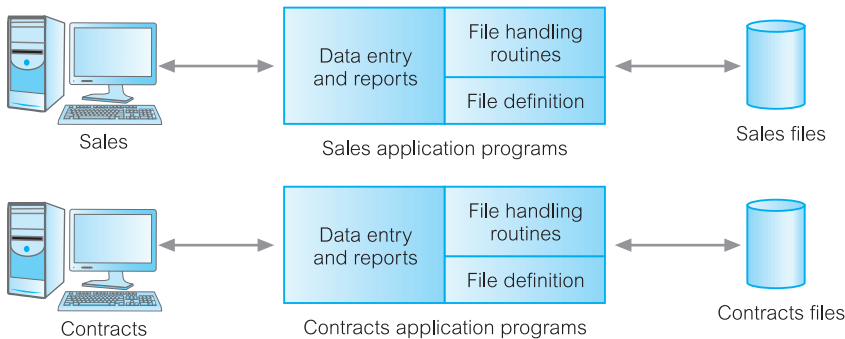 Data entry
and reports
File handling
routines
File definition
Sales
Sales application programs
Sales files
Data entry
and reports
File handling
routines
File definition
Contracts
Contracts application programs
Contracts files